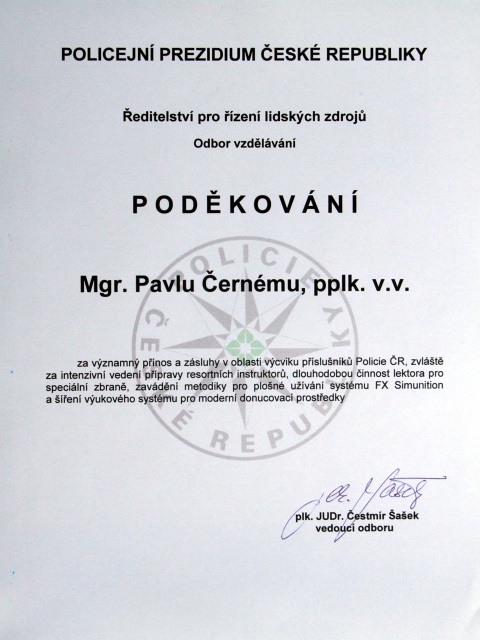 POLICEJNÍ PREZIDIUM ČESKÉ REPUBLIKY
Ředitelství pro řízení lidských zdrojů
Odbor vzdělávání
PODĚKOVÁNÍ
POLICIE ČESKÉ REPUBLIKY
Mgr. Pavlu Černému, pplk. v.v.
za významný přínos a zásluhy v oblasti výcviku příslušníků Policie ČR, zvláště
za intenzivní vedení přípravy resortních instruktorů, dlouhodobou činnost lektora pro
speciální zbraně, zavádění metodiky pro plošné užívání systému FX Simunition
a šíření výukového systému pro moderní donucovací prostředky
plk. JUDr. Čestmír Šašek
vedoucí odboru